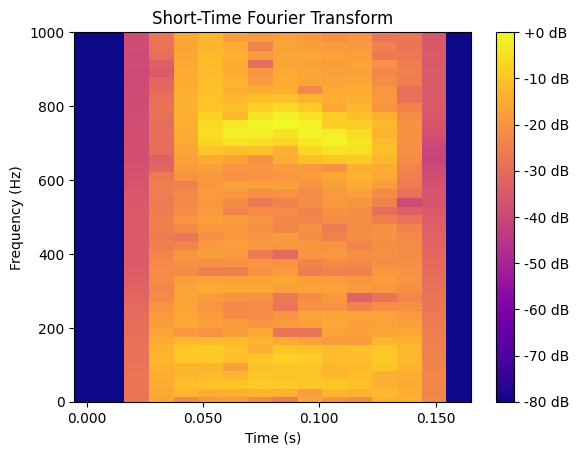 Short-Time Fourier Transform
1000
800
600
400
200
0
Frequency (Hz)
0.000
0.050
0.100
0.150
Time (s)
+0 dB
-10 dB
-20 dB
-30 dB
-40 dB
-50 dB
-60 dB
-70 dB
-80 dB